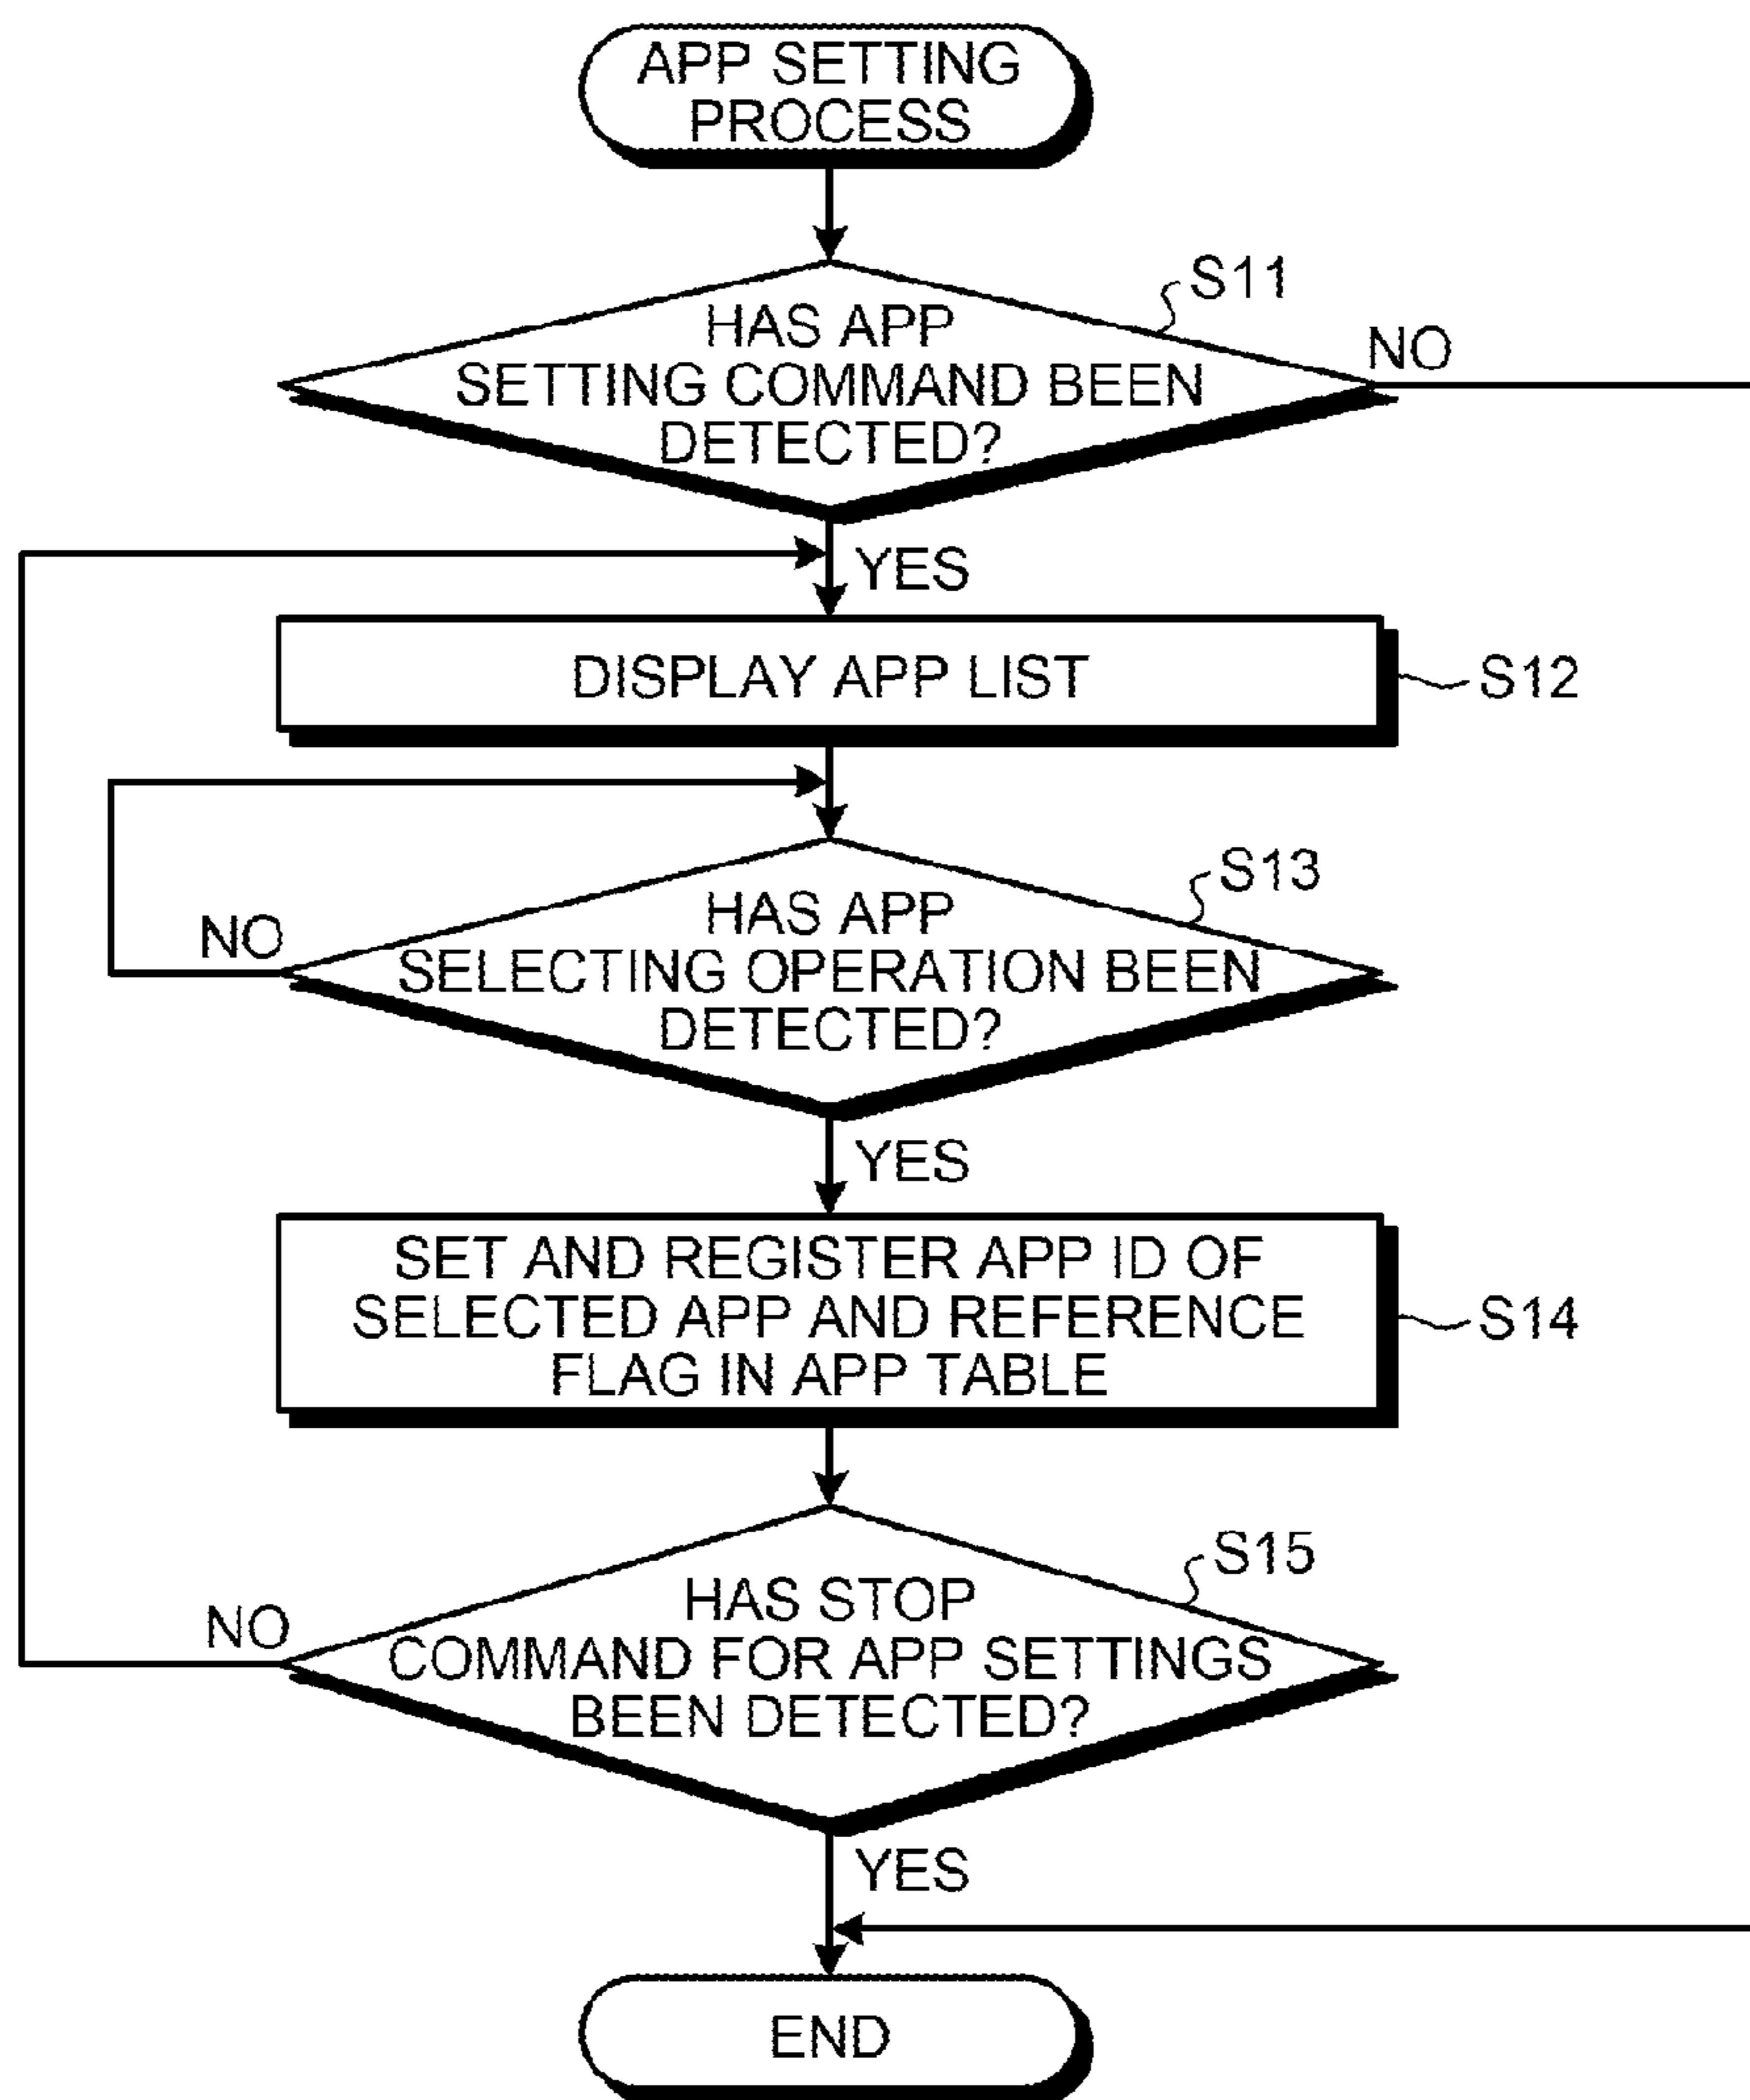 APP SETTING
PROCESS
S11
HAS APP
SETTING COMMAND BEEN
DETECTED?
NO
YES
DISPLAY APP LIST
S12
S13
HAS APP
SELECTING OPERATION BEEN
DETECTED?
NO
YES
SET AND REGISTER APP ID OF
SELECTED APP AND REFERENCE
FLAG IN APP TABLE
S14
S15
HAS STOP
COMMAND FOR APP SETTINGS
BEEN DETECTED?
NO
YES
END